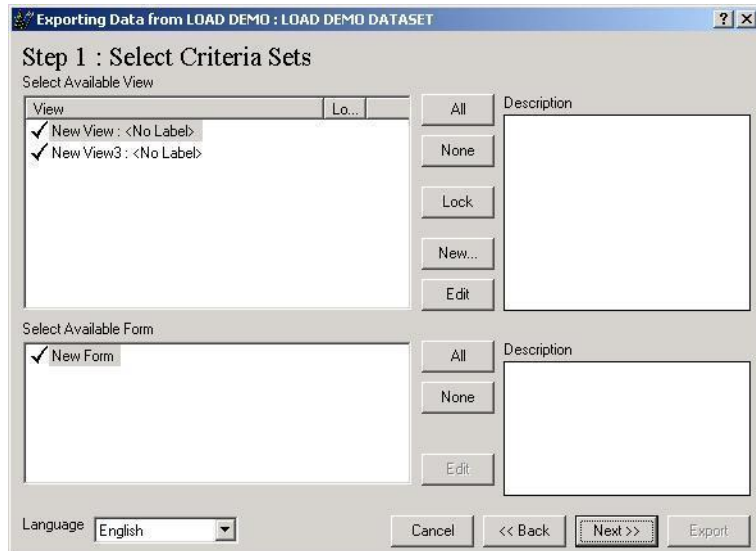 Exporting Data from LOAD DEMO : LOAD DEMO DATASET
Step 1 : Select Criteria Sets
Select Available View
View Lo...
New View : <No Label>
New View3 : <No Label>
All
None
Lock
New...
Edit
Description
Select Available Form
New Form
All
None
Edit
Description
Language English
Cancel << Back Next >> Export